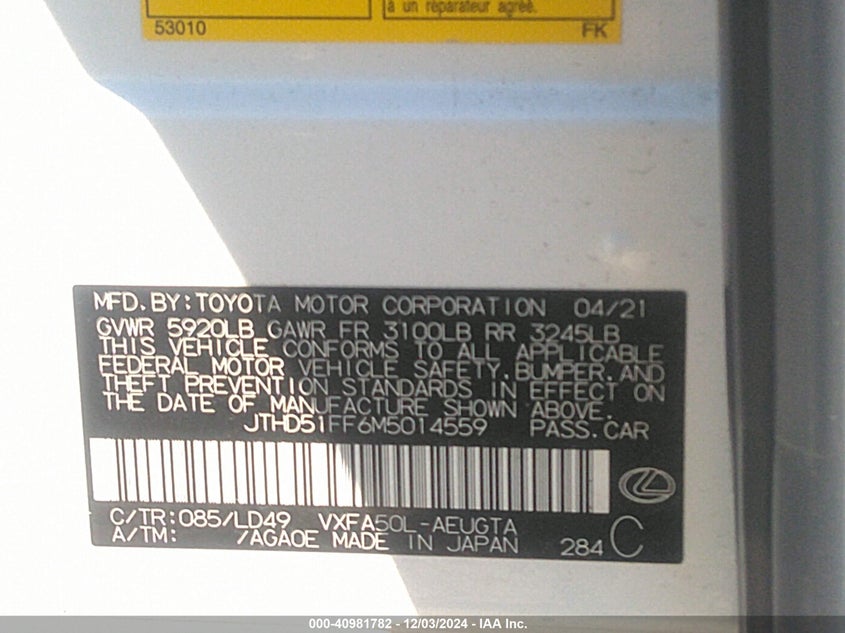 à un réparateur agréé.
53010 FK
MFD. BY: TOYOTA MOTOR CORPORATION 04/21
GVWR 5920LB GAWR FR 3100LB RR 3245LB
THIS VEHICLE CONFORMS TO ALL APPLICABLE
FEDERAL MOTOR VEHICLE SAFETY, BUMPER, AND
THEFT PREVENTION STANDARDS IN EFFECT ON
THE DATE OF MANUFACTURE SHOWN ABOVE.
JTHD51FF6M5014559 PASS. CAR
C/TR: 085/LD49 VXFA50L-AEUGTA
A/TM: /AGA0E MADE IN JAPAN 284 C
000-40981782 - 12/03/2024 - IAA Inc.